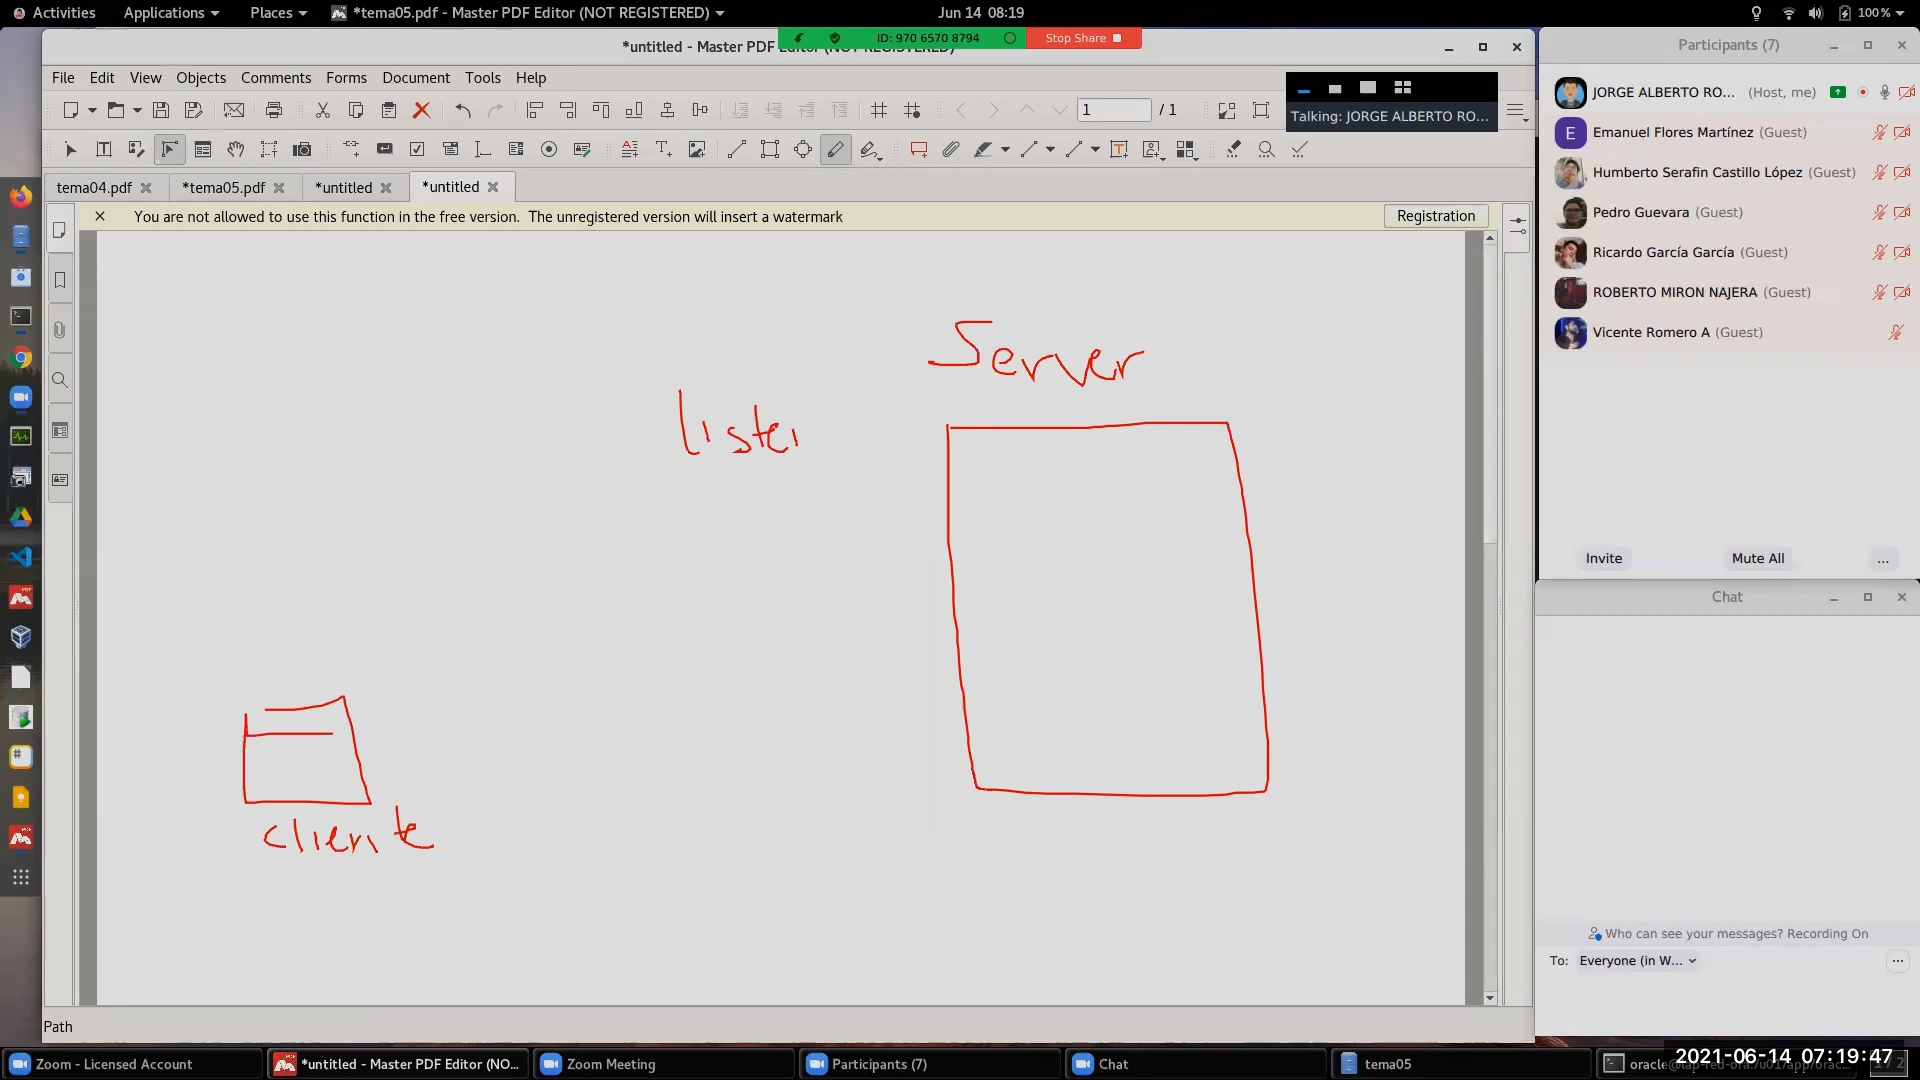 Activities Applications Places *tema05.pdf - Master PDF Editor (NOT REGISTERED) Jun 14 08:19 100%
*untitled - Master PDF Editor (NOT REGISTERED)
ID: 970 6570 8794 Stop Share
File Edit View Objects Comments Forms Document Tools Help
1 / 1
Talking: JORGE ALBERTO RO...
tema04.pdf *tema05.pdf *untitled *untitled
You are not allowed to use this function in the free version. The unregistered version will insert a watermark Registration
Server
listen
cliente
Path
Participants (7)
JORGE ALBERTO RO... (Host, me)
E Emanuel Flores Martínez (Guest)
Humberto Serafin Castillo López (Guest)
Pedro Guevara (Guest)
Ricardo García García (Guest)
ROBERTO MIRON NAJERA (Guest)
Vicente Romero A (Guest)
Invite Mute All ...
Chat
Who can see your messages? Recording On
To: Everyone (in W...
Zoom - Licensed Account *untitled - Master PDF Editor (NO... Zoom Meeting Participants (7) Chat tema05
2021-06-14 07:19:47